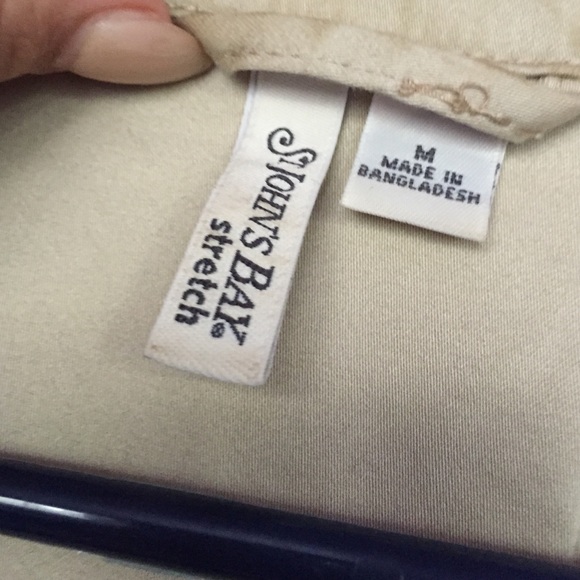 St. JOHN'S BAY®
stretch
M
MADE IN
BANGLADESH